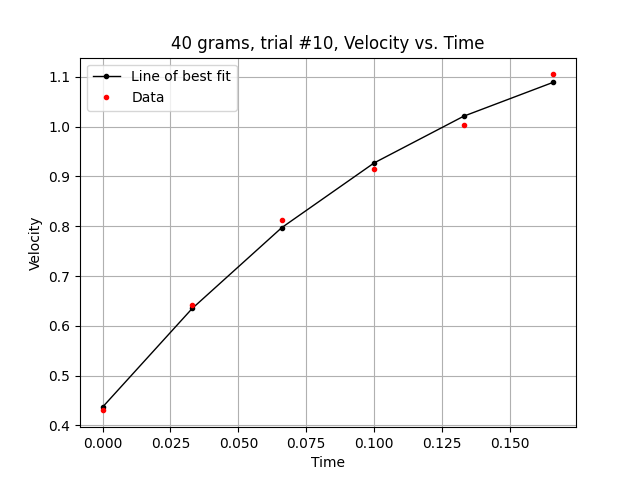 40 grams, trial #10, Velocity vs. Time
Line of best fit
Data
1.1
1.0
0.9
0.8
0.7
0.6
0.5
0.4
Velocity
0.000 0.025 0.050 0.075 0.100 0.125 0.150
Time